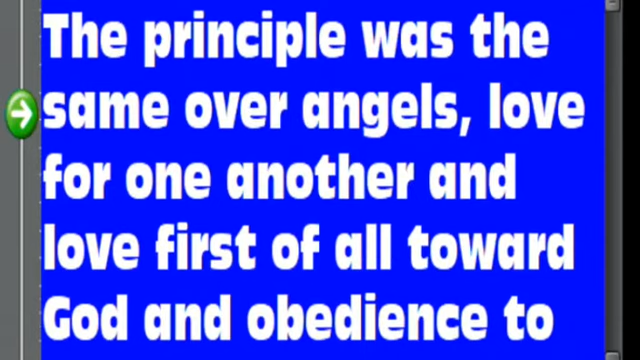 The principle was the
same over angels, love
for one another and
love first of all toward
God and obedience to